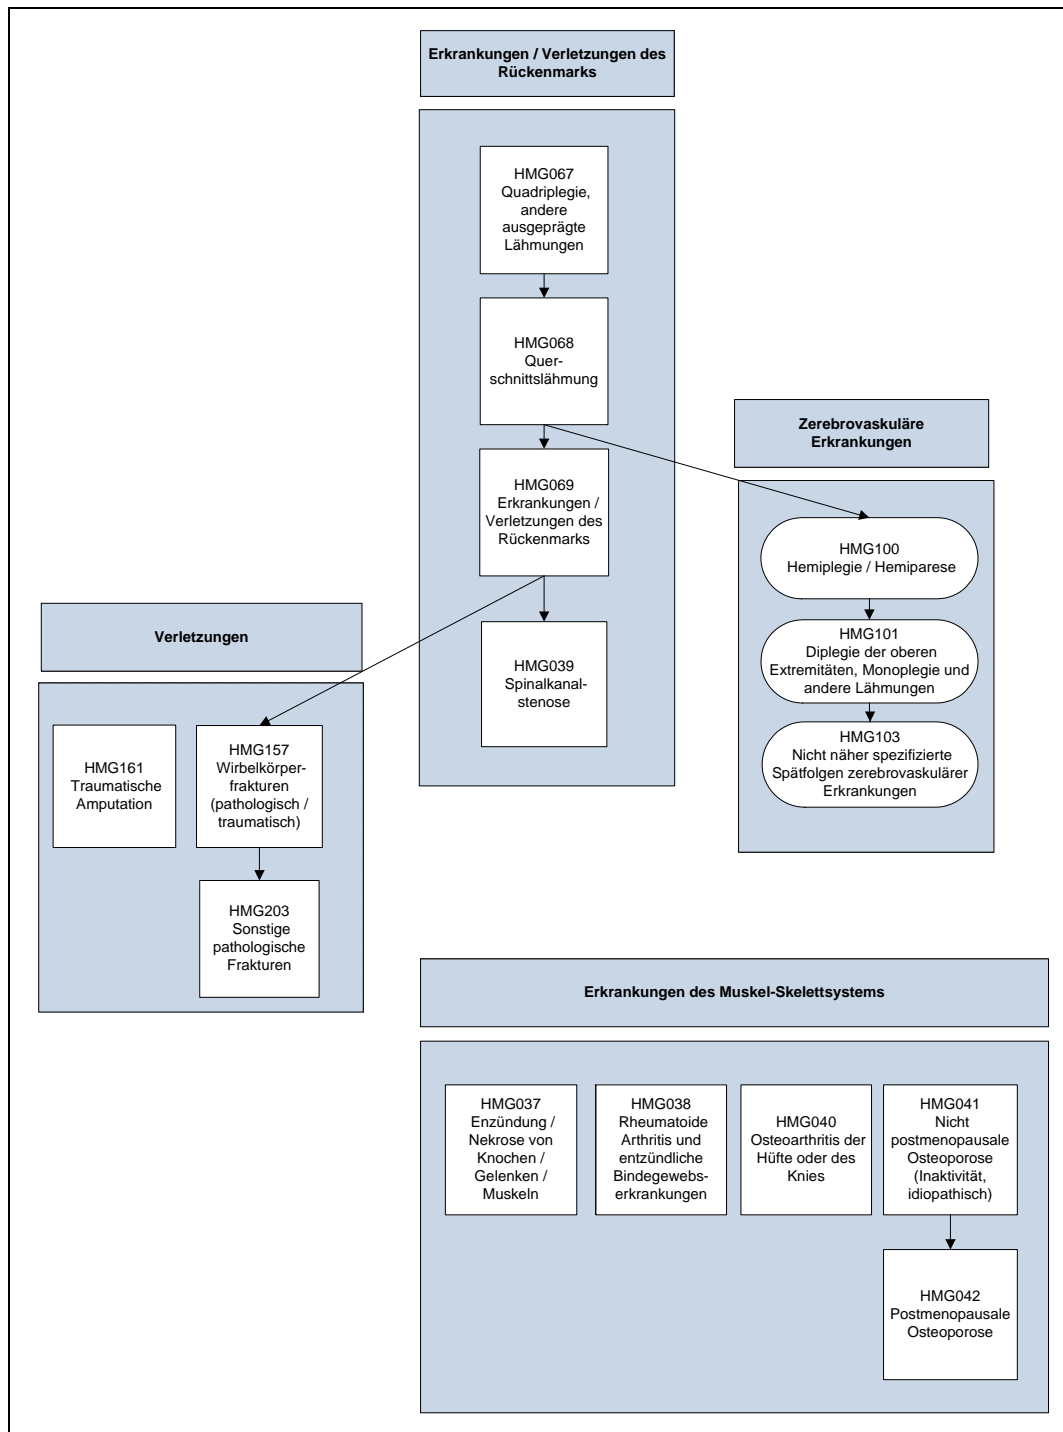 Erkrankungen / Verletzungen des
Rückenmarks
HMG067
Quadriplegie,
andere
ausgeprägte
Lähmungen
HMG068
Quer-
schnittslähmung
HMG069
Erkrankungen /
Verletzungen des
Rückenmarks
HMG039
Spinalkanal-
stenose
Zerebrovaskuläre
Erkrankungen
HMG100
Hemiplegie / Hemiparese
HMG101
Diplegie der oberen
Extremitäten, Monoplegie und
andere Lähmungen
HMG103
Nicht näher spezifizierte
Spätfolgen zerebrovaskulärer
Erkrankungen
Verletzungen
HMG161
Traumatische
Amputation
HMG157
Wirbelkörper-
frakturen
(pathologisch /
traumatisch)
HMG203
Sonstige
pathologische
Frakturen
Erkrankungen des Muskel-Skelettsystems
HMG037
Enzündung /
Nekrose von
Knochen /
Gelenken /
Muskeln
HMG038
Rheumatoide
Arthritis und
entzündliche
Bindegewebs-
erkrankungen
HMG040
Osteoarthritis der
Hüfte oder des
Knies
HMG041
Nicht
postmenopausale
Osteoporose
(Inaktivität,
idiopathisch)
HMG042
Postmenopausale
Osteoporose